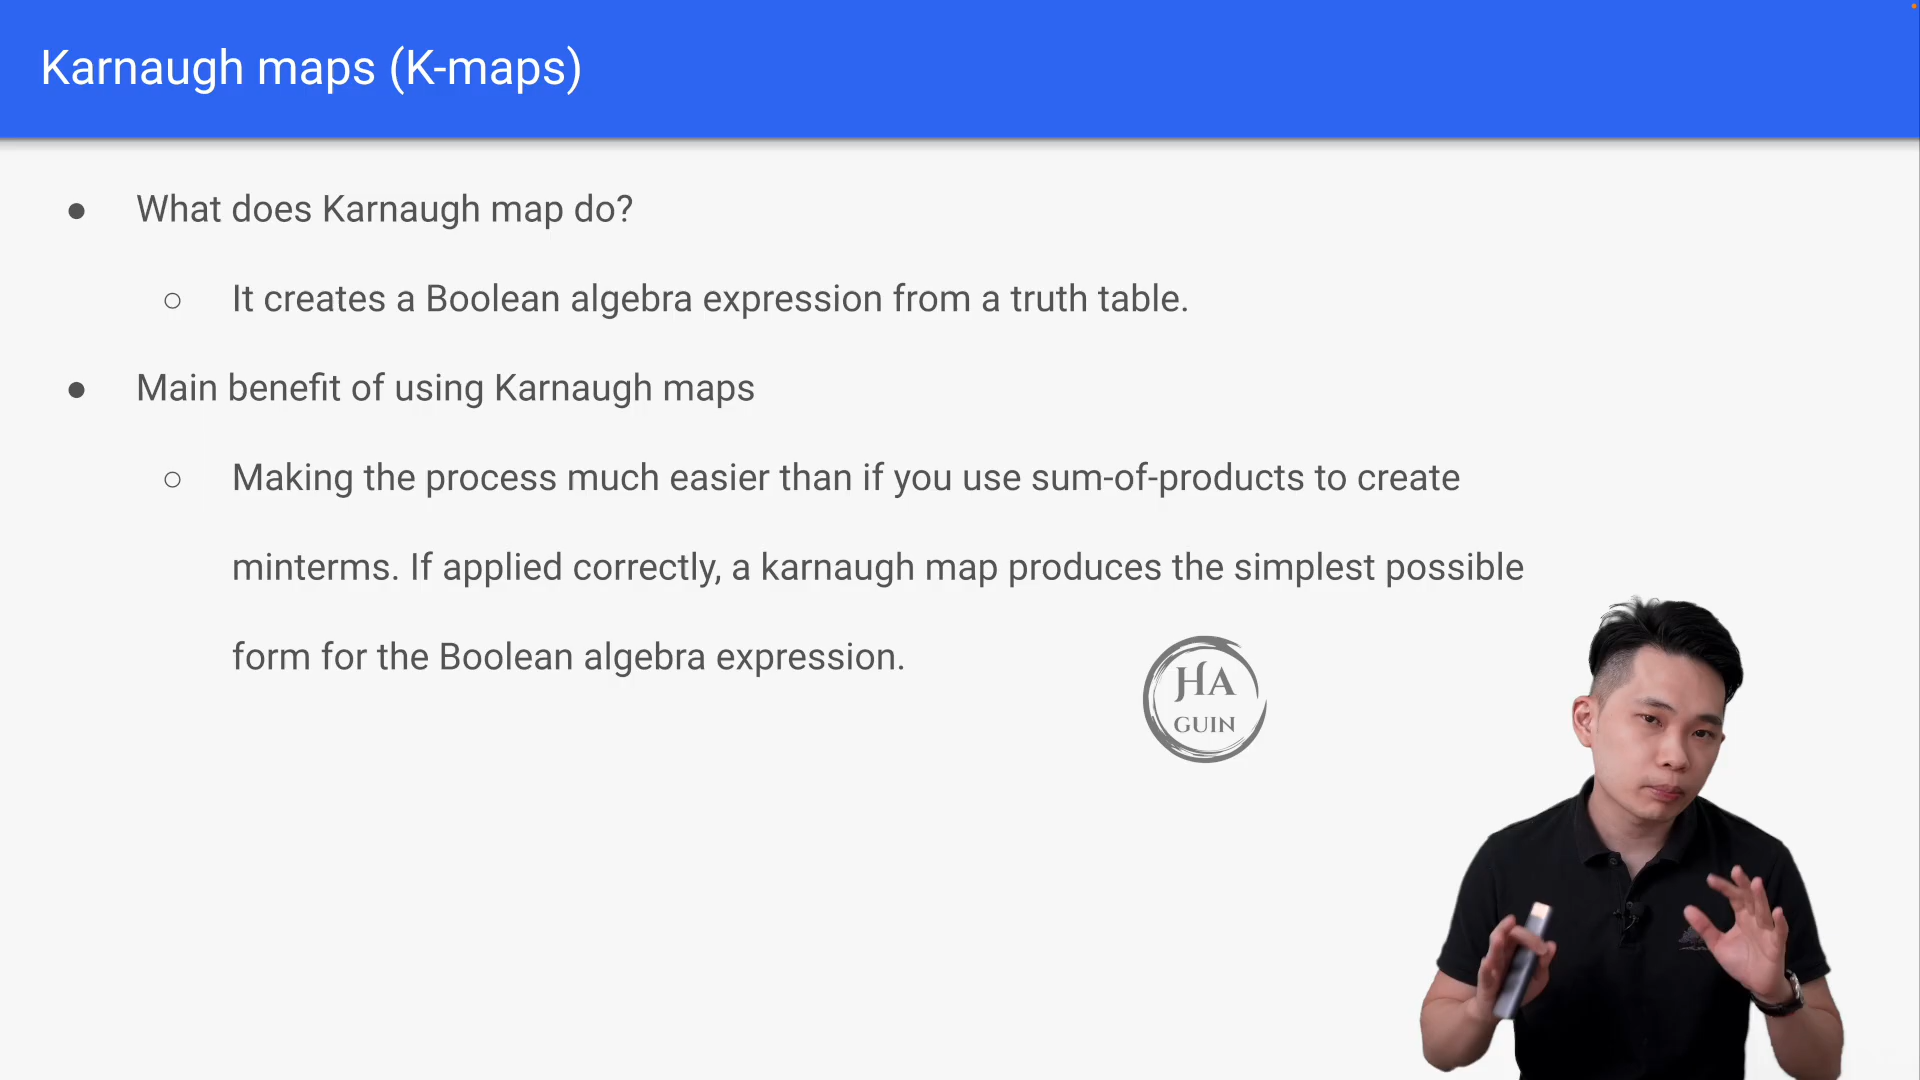 Karnaugh maps (K-maps)
● What does Karnaugh map do?
○ It creates a Boolean algebra expression from a truth table.
● Main benefit of using Karnaugh maps
○ Making the process much easier than if you use sum-of-products to create
minterms. If applied correctly, a karnaugh map produces the simplest possible
form for the Boolean algebra expression.
HA
GUIN